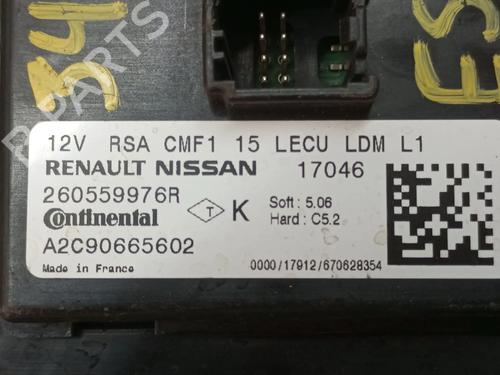 12V RSA CMF1 15 LECU LDM L1
RENAULT NISSAN 17046
260559976R
Continental
T K
Soft : 5.06
Hard : C5.2
A2C90665602
Made in France
0000/17912/670628354